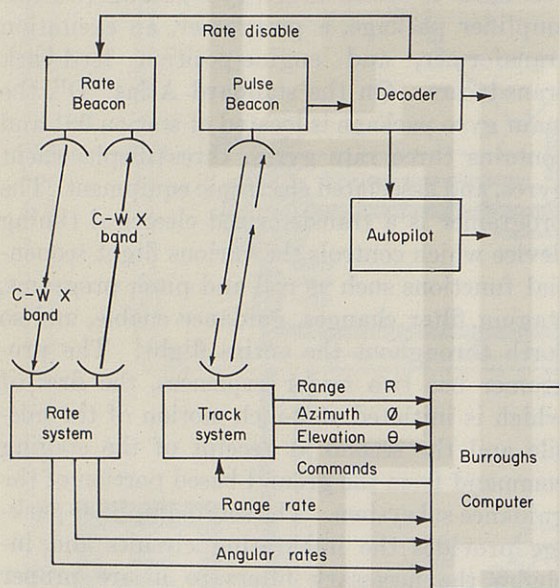 Rate disable
Rate
Beacon
Pulse
Beacon
Decoder
Autopilot
C-W X
band
C-W X
band
Rate
system
Track
system
Range R
Azimuth Ø
Elevation Θ
Commands
Range rate
Angular rates
Burroughs
Computer